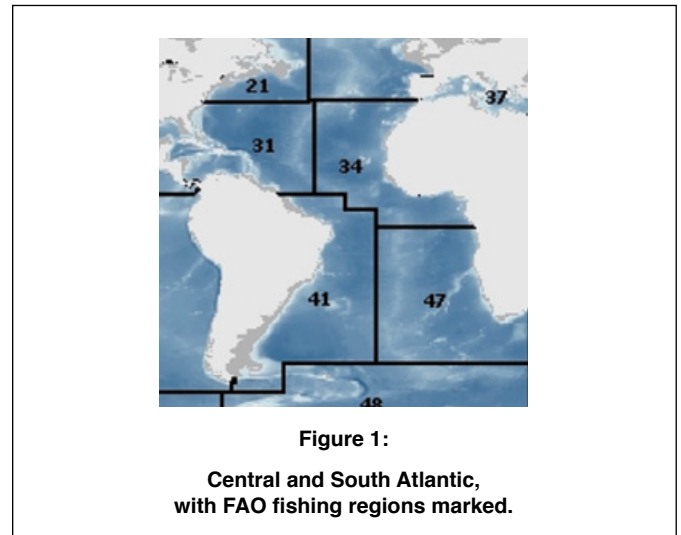 21
37
31
34
41
47
48
Figure 1:
Central and South Atlantic,
with FAO fishing regions marked.